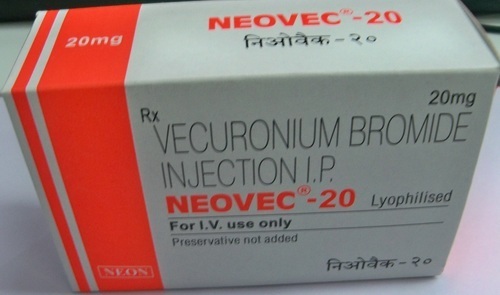 20mg
NEOVEC®-20
निओवैक-२०
20mg
Rx
VECURONIUM BROMIDE
INJECTION I.P.
NEOVEC®-20 Lyophilised
For I.V. use only
Preservative not added
NEON
निओवैक-२०